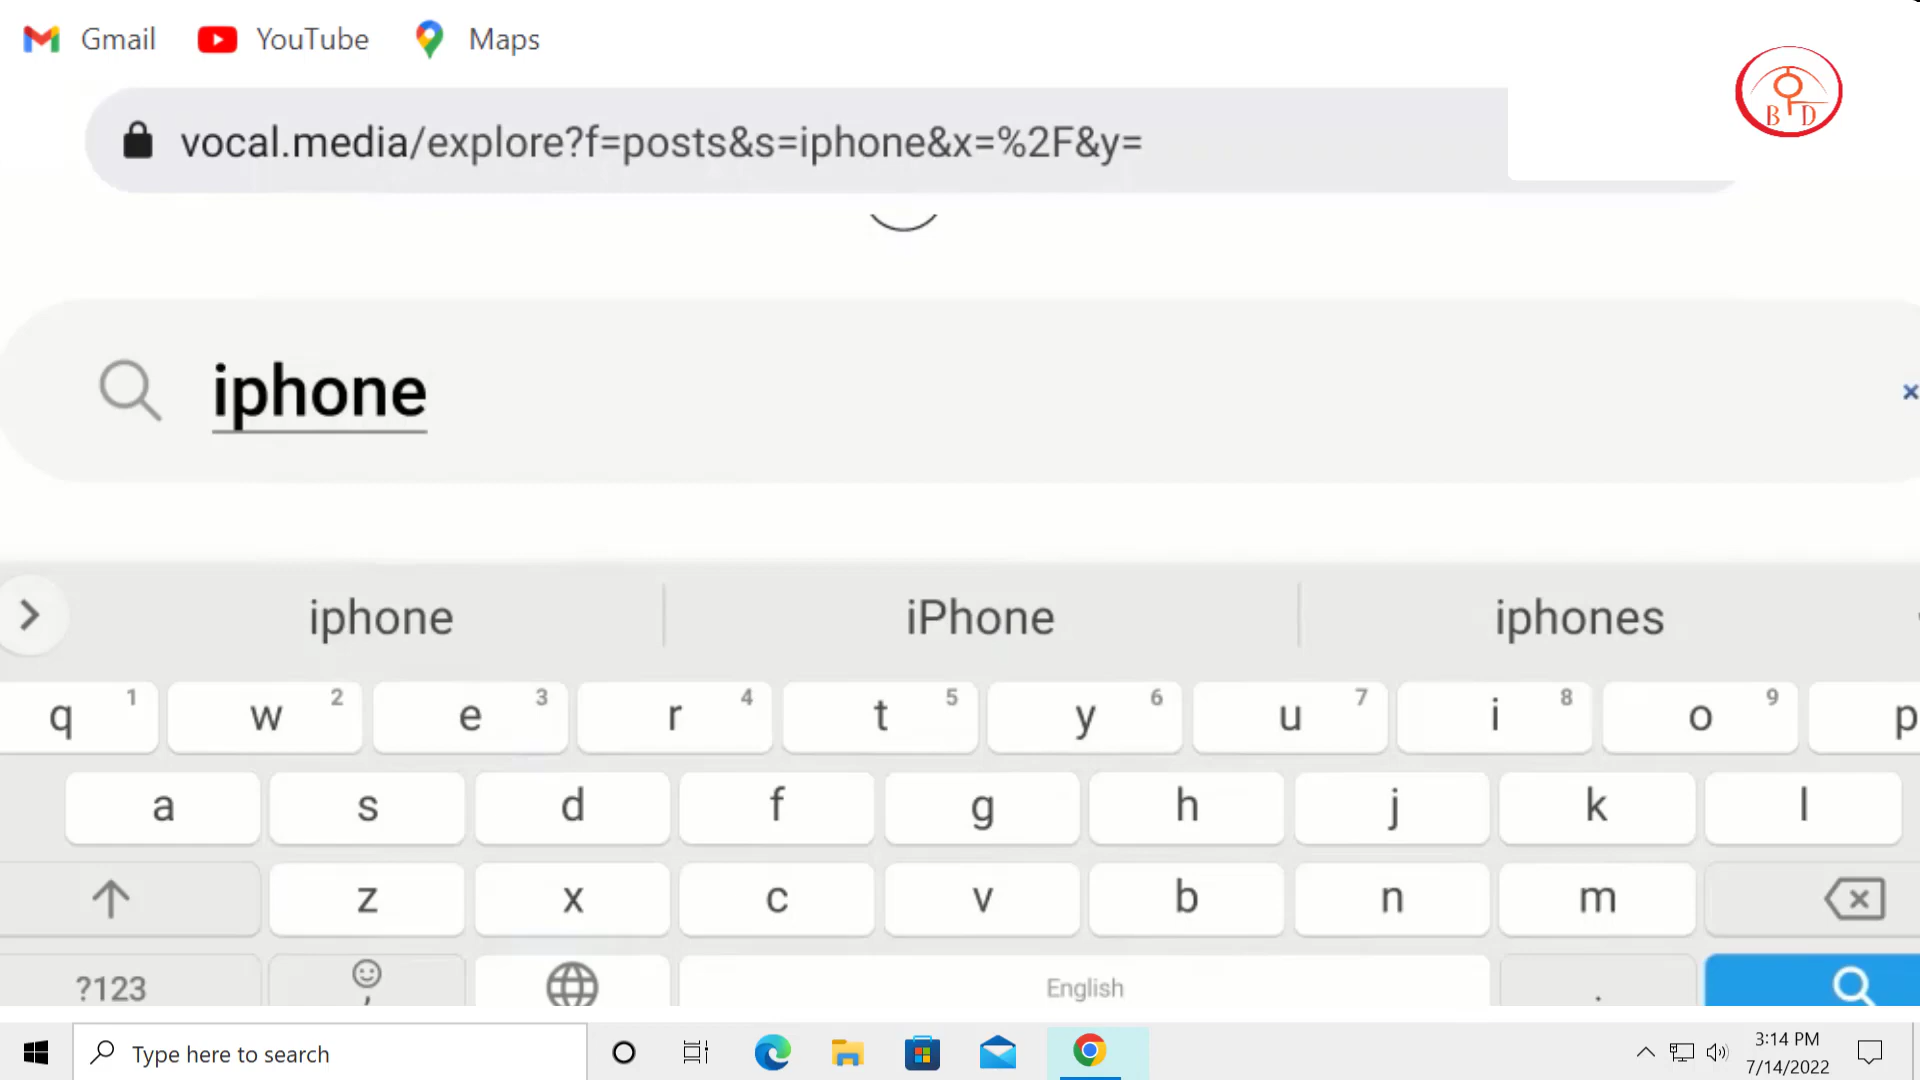 Gmail YouTube Maps
B D
vocal.media/explore?f=posts&s=iphone&x=%2F&y=
iphone
iphone iPhone iphones
q 1 w 2 e 3 r 4 t 5 y 6 u 7 i 8 o 9 p
a s d f g h j k l
z x c v b n m
?123 , English .
Type here to search
3:14 PM
7/14/2022